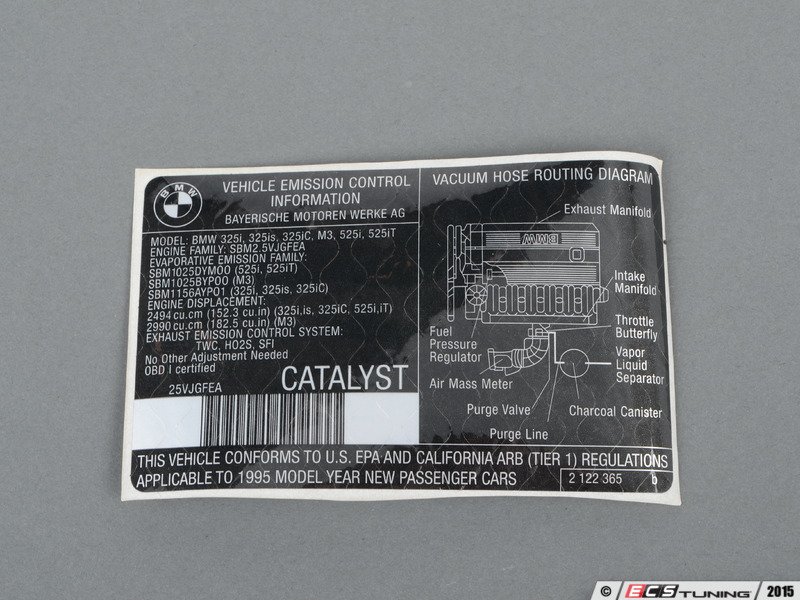 BMW
VEHICLE EMISSION CONTROL
INFORMATION
BAYERISCHE MOTOREN WERKE AG
MODEL: BMW 325i, 325is, 325iC, M3, 525i, 525iT
ENGINE FAMILY: SBM2.5VJGFEA
EVAPORATIVE EMISSION FAMILY:
SBM1025DYMO0 (525i, 525iT)
SBM1025BYP00 (M3)
SBM1156AYP01 (325i, 325is, 325iC)
ENGINE DISPLACEMENT:
2494 cu.cm (152.3 cu.in) (325i,is, 325iC, 525i,iT)
2990 cu.cm (182.5 cu.in) (M3)
EXHAUST EMISSION CONTROL SYSTEM:
TWC, HO2S, SFI
No Other Adjustment Needed
OBD I certified
25VJGFEA
CATALYST
VACUUM HOSE ROUTING DIAGRAM
Exhaust Manifold
BMW
Intake
Manifold
Throttle
Butterfly
Fuel
Pressure
Regulator
Vapor
Liquid
Separator
Air Mass Meter
Purge Valve
Charcoal Canister
Purge Line
THIS VEHICLE CONFORMS TO U.S. EPA AND CALIFORNIA ARB (TIER 1) REGULATIONS
APPLICABLE TO 1995 MODEL YEAR NEW PASSENGER CARS
2 122 365 b
© ECS TUNING 2015